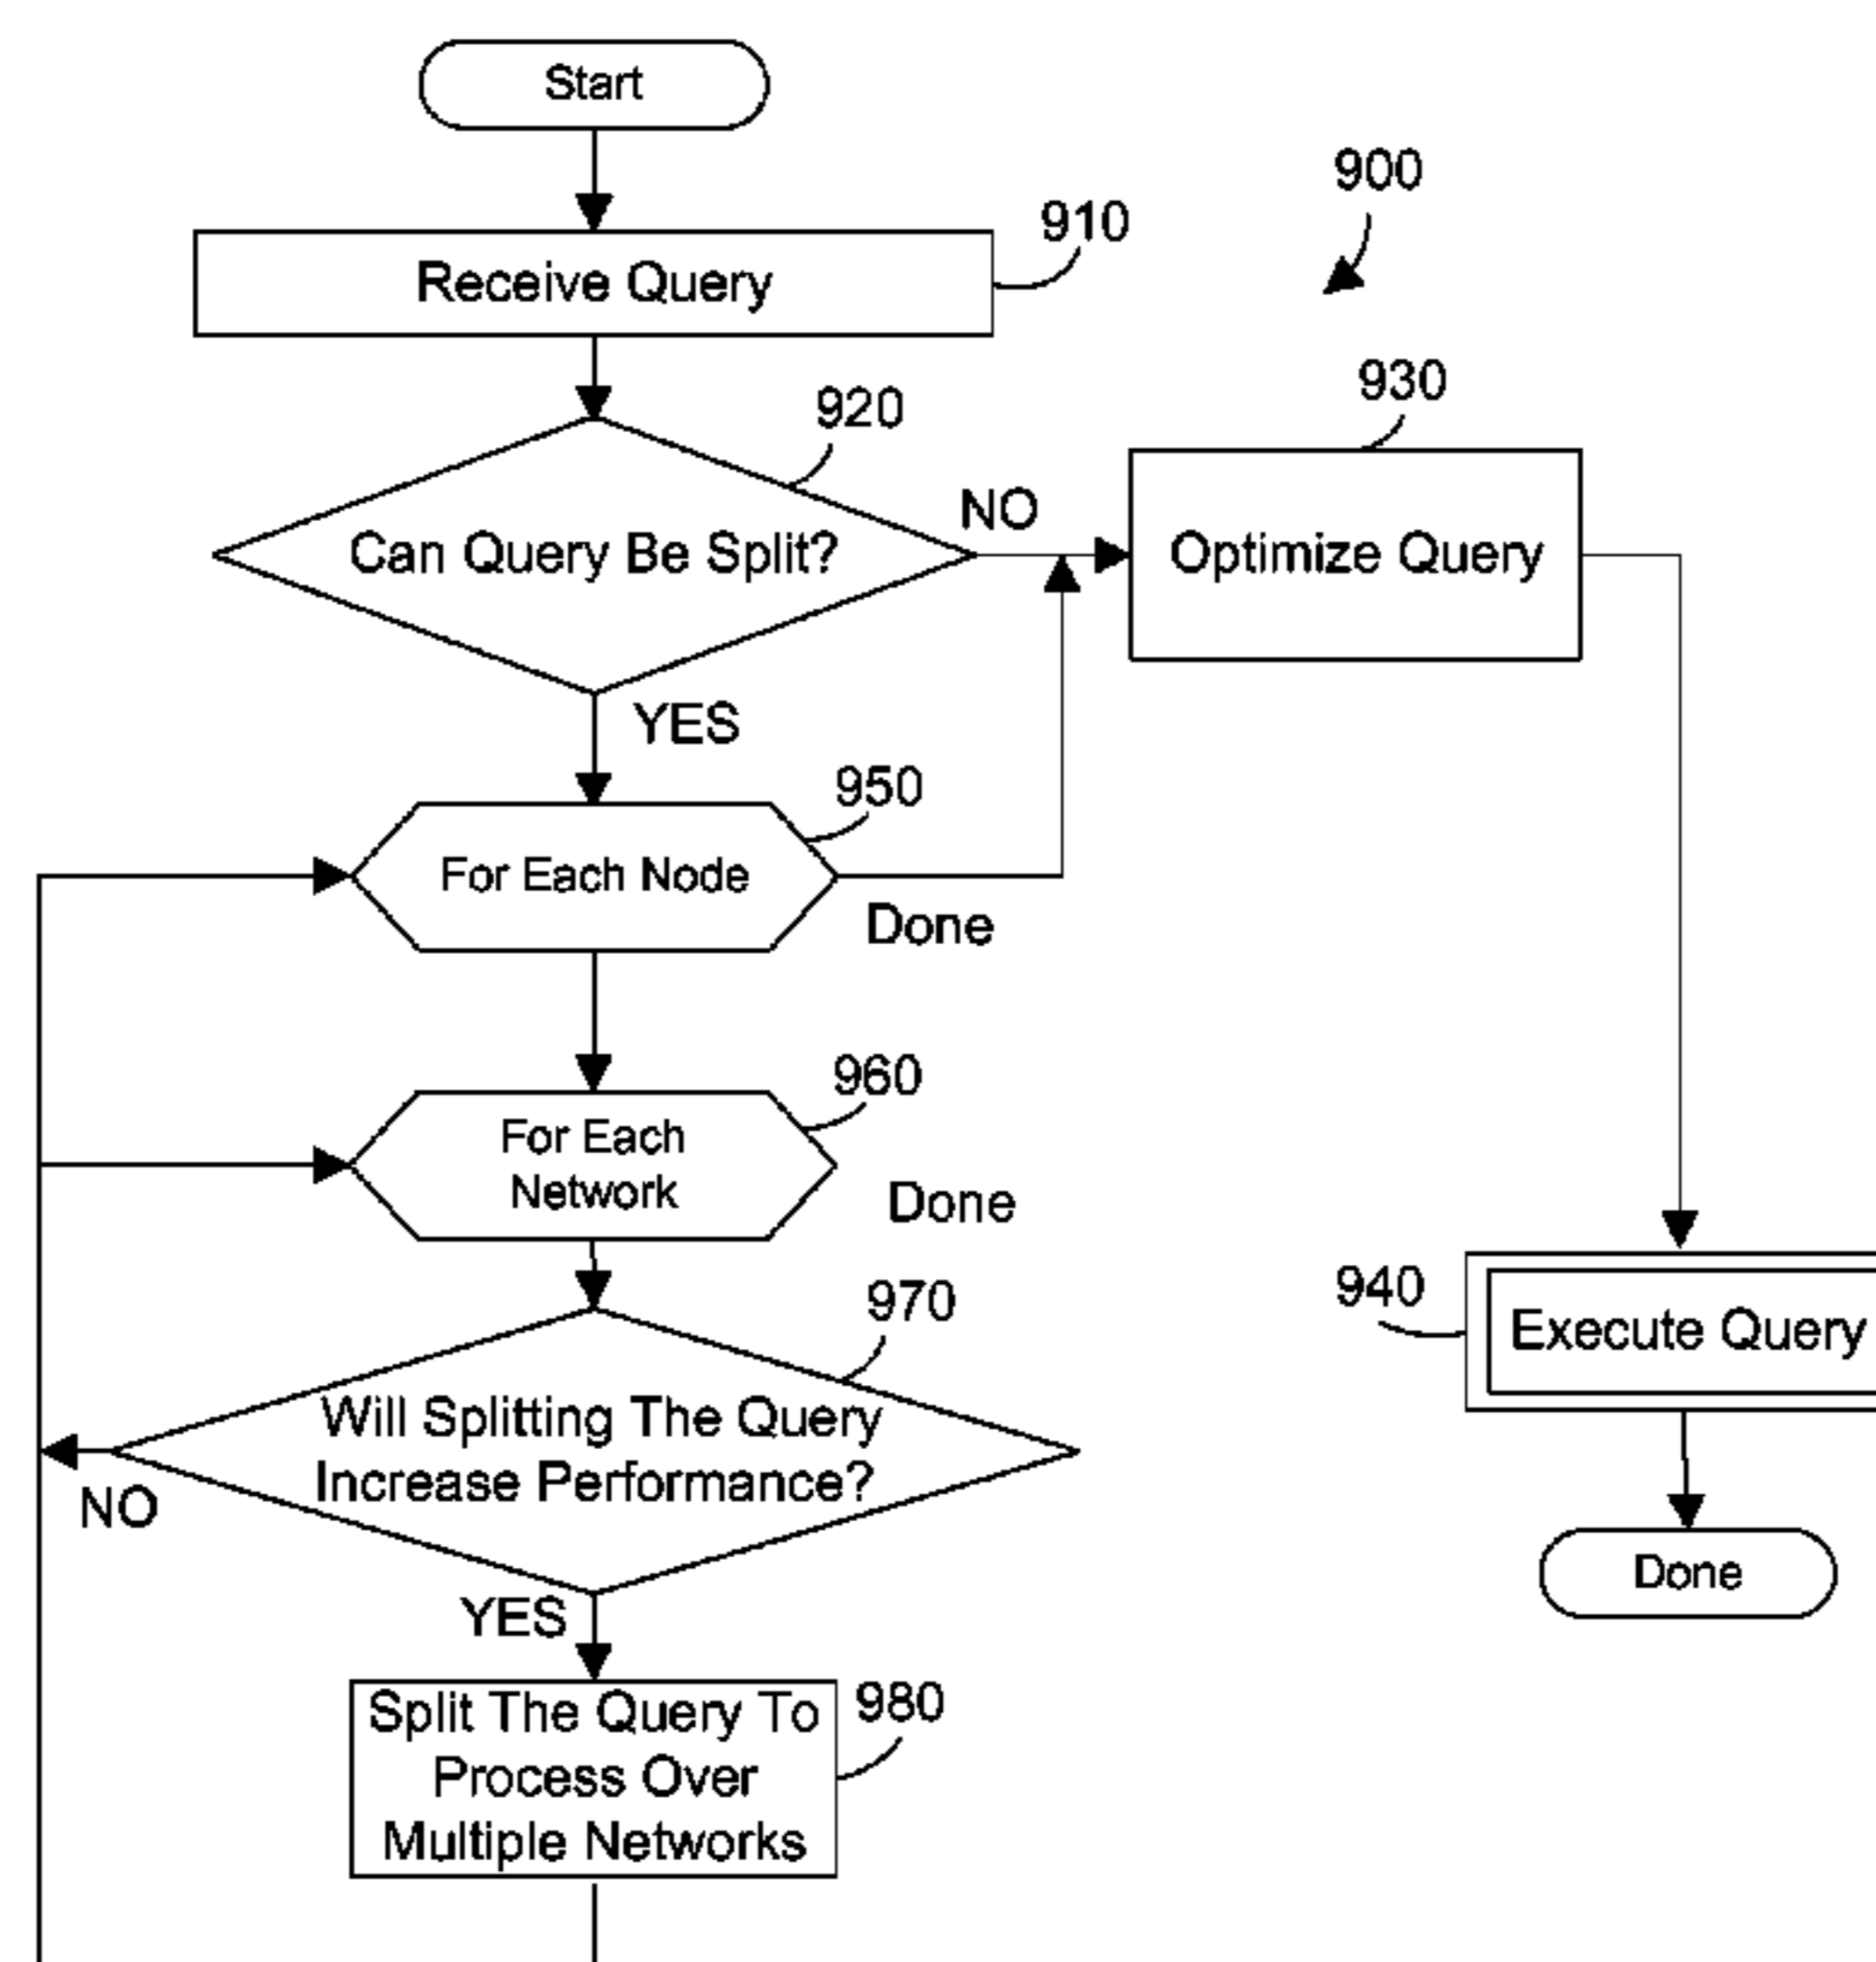 Start
900
910
Receive Query
920
930
NO
Can Query Be Split?
Optimize Query
YES
950
For Each Node
Done
960
For Each
Network
Done
970
940
Execute Query
Will Splitting The Query
Increase Performance?
NO
Done
YES
980
Split The Query To
Process Over
Multiple Networks